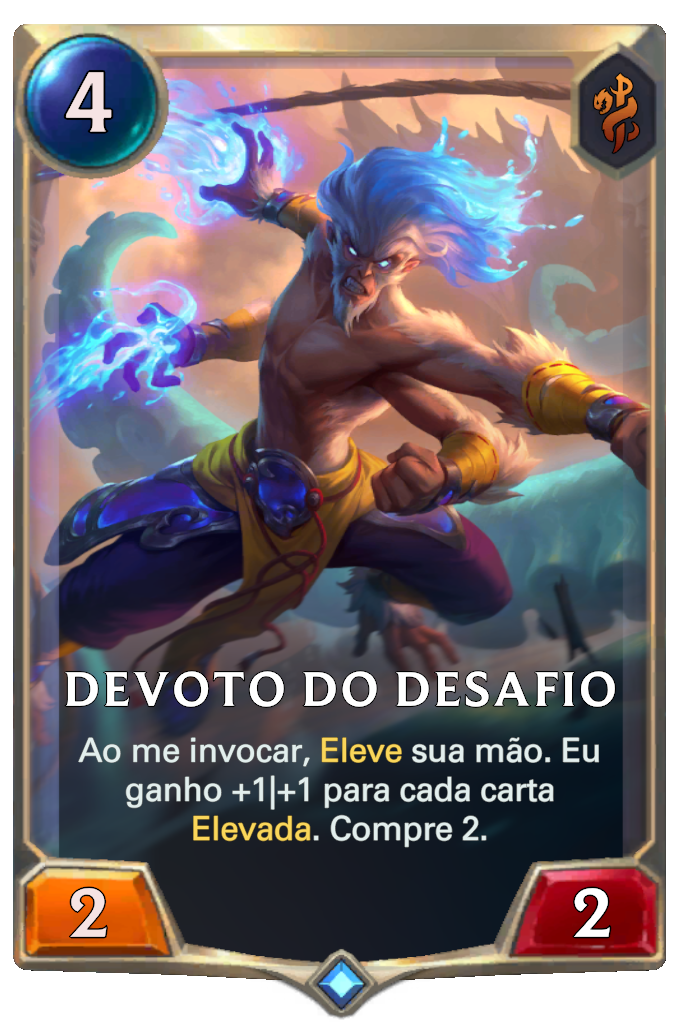 4
DEVOTO DO DESAFIO
Ao me invocar, Eleve sua mão. Eu
ganho +1|+1 para cada carta
Elevada. Compre 2.
2
2